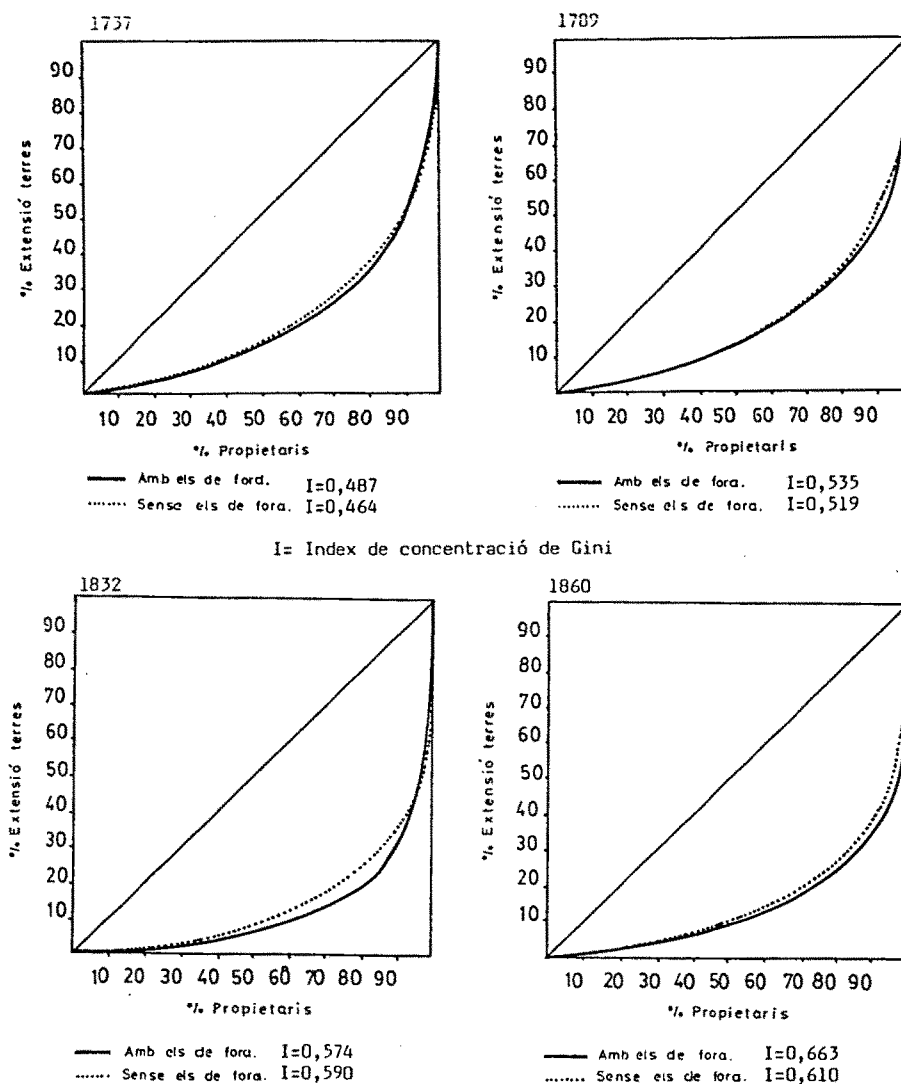 1737
90
80
70
60
50
40
30
20
10
% Extensió terres
10 20 30 40 50 60 70 80 90
% Propietaris
Amb els de fora. I=0,487
Sense els de fora. I=0,464
1789
90
80
70
60
50
40
30
20
10
% Extensió terres
10 20 30 40 50 60 70 80 90
% Propietaris
Amb els de fora. I=0,535
Sense els de fora. I=0,519
I= Index de concentració de Gini
1832
90
80
70
60
50
40
30
20
10
% Extensió terres
10 20 30 40 50 60 70 80 90
% Propietaris
Amb els de fora. I=0,574
Sense els de fora. I=0,590
1860
90
80
70
60
50
40
30
20
10
% Extensió terres
10 20 30 40 50 60 70 80 90
% Propietaris
Amb els de fora. I=0,663
Sense els de fora. I=0,610